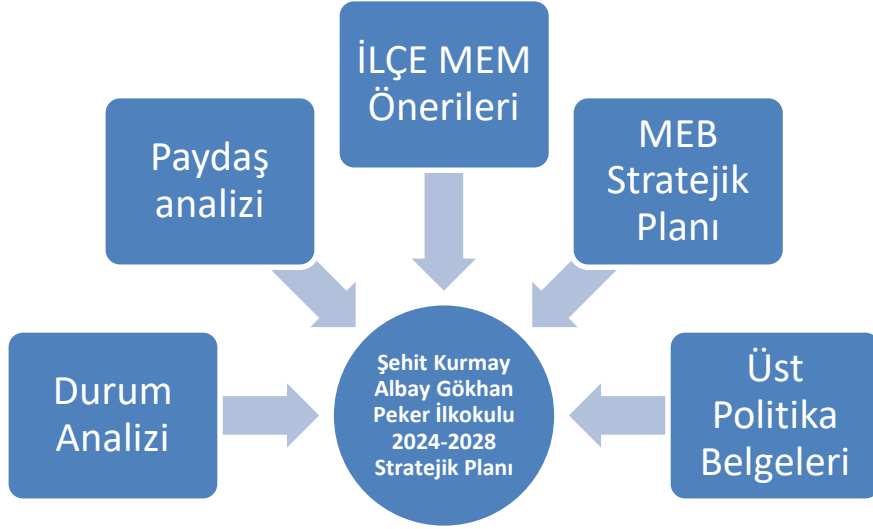 İLÇE MEM
Önerileri
Paydaş
analizi
MEB
Stratejik
Planı
Durum
Analizi
Şehit Kurmay
Albay Gökhan
Peker İlkokulu
2024-2028
Stratejik Planı
Üst
Politika
Belgeleri